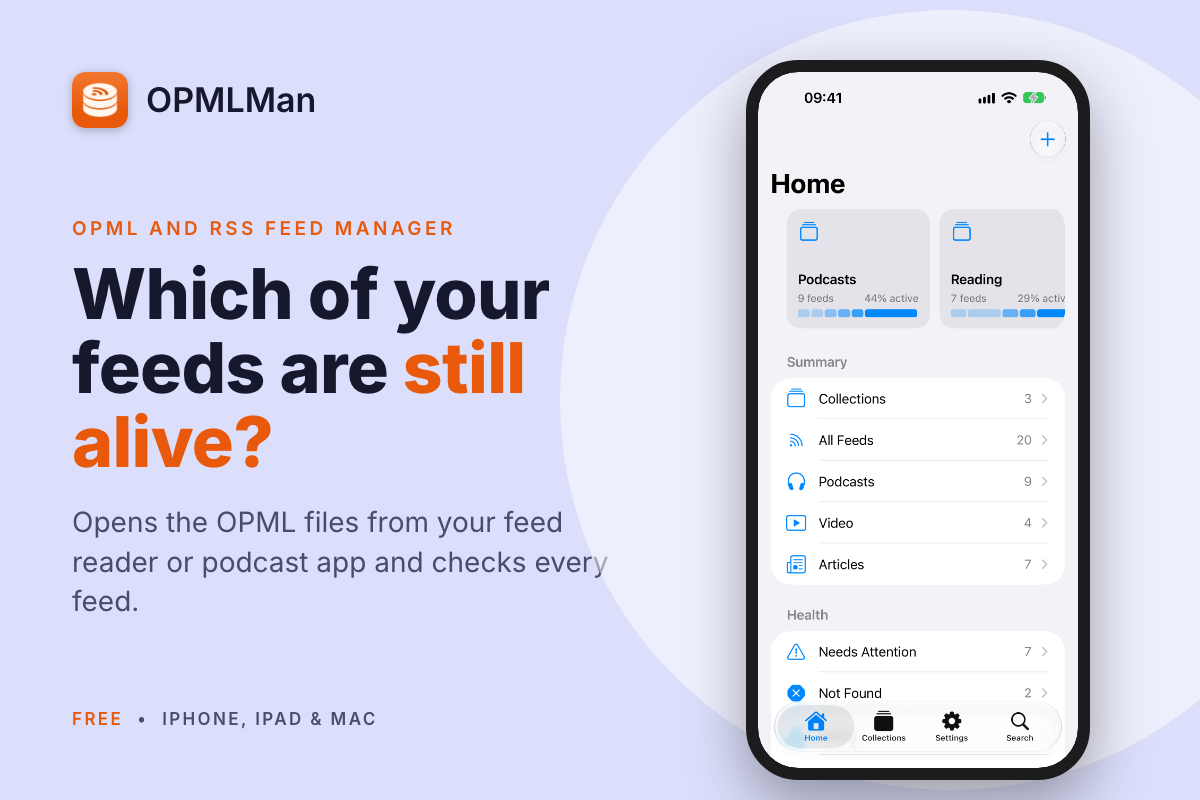 OPMLMan
OPML AND RSS FEED MANAGER
Which of your
feeds are still
alive?
Opens the OPML files from your feed
reader or podcast app and checks every
feed.
FREE • IPHONE, IPAD & MAC
09:41
Home
Podcasts
9 feeds 44% active
Reading
7 feeds 29% activ
Summary
Collections 3
All Feeds 20
Podcasts 9
Video 4
Articles 7
Health
Needs Attention 7
Not Found 2
Home Collections Settings Search